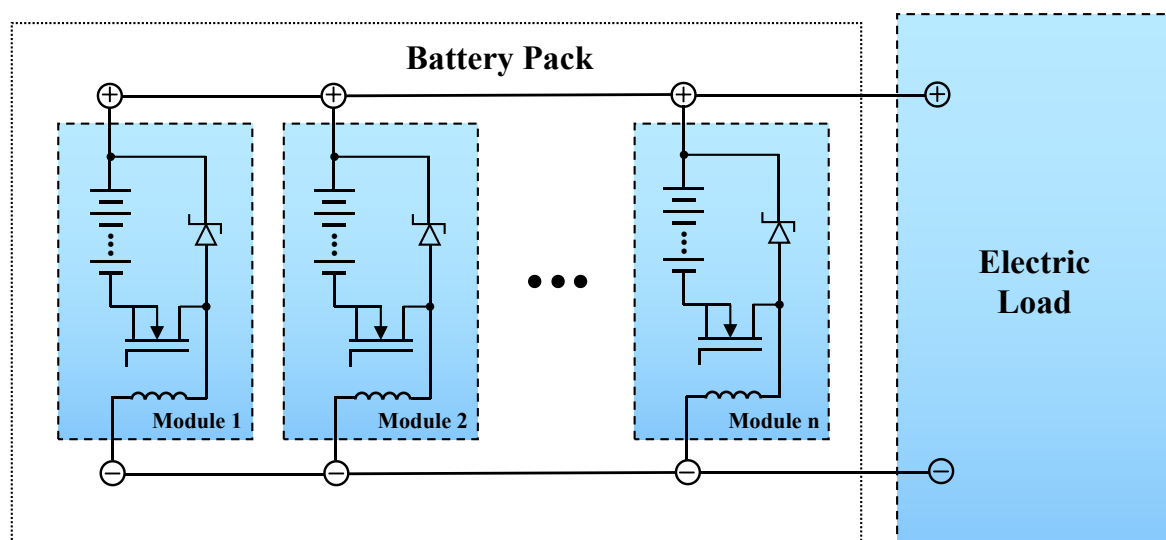 Battery Pack
+
+
+
+
Electric
Load
Module 1
Module 2
Module n
−
−
−
−